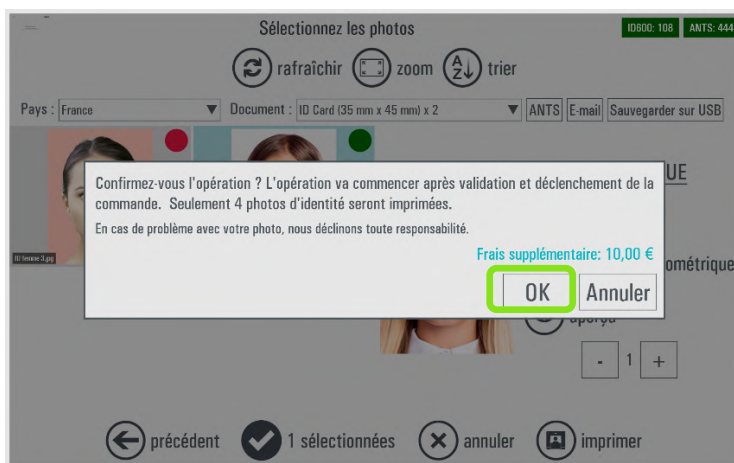 Sélectionnez les photos
ID800: 108
ANTS: 444
rafraîchir
zoom
A
Z
trier
Pays :
France
Document :
ID Card (35 mm x 45 mm) x 2
ANTS
E-mail
Sauvegarder sur USB
UE
Confirmez-vous l'opération ? L'opération va commencer après validation et déclenchement de la
commande. Seulement 4 photos d'identité seront imprimées.
En cas de problème avec votre photo, nous déclinons toute responsabilité.
Frais supplémentaire: 10,00 €
ID femme 3.jpg
ométrique
OK
Annuler
aperçu
-
1
+
précédent
1 sélectionnées
annuler
imprimer